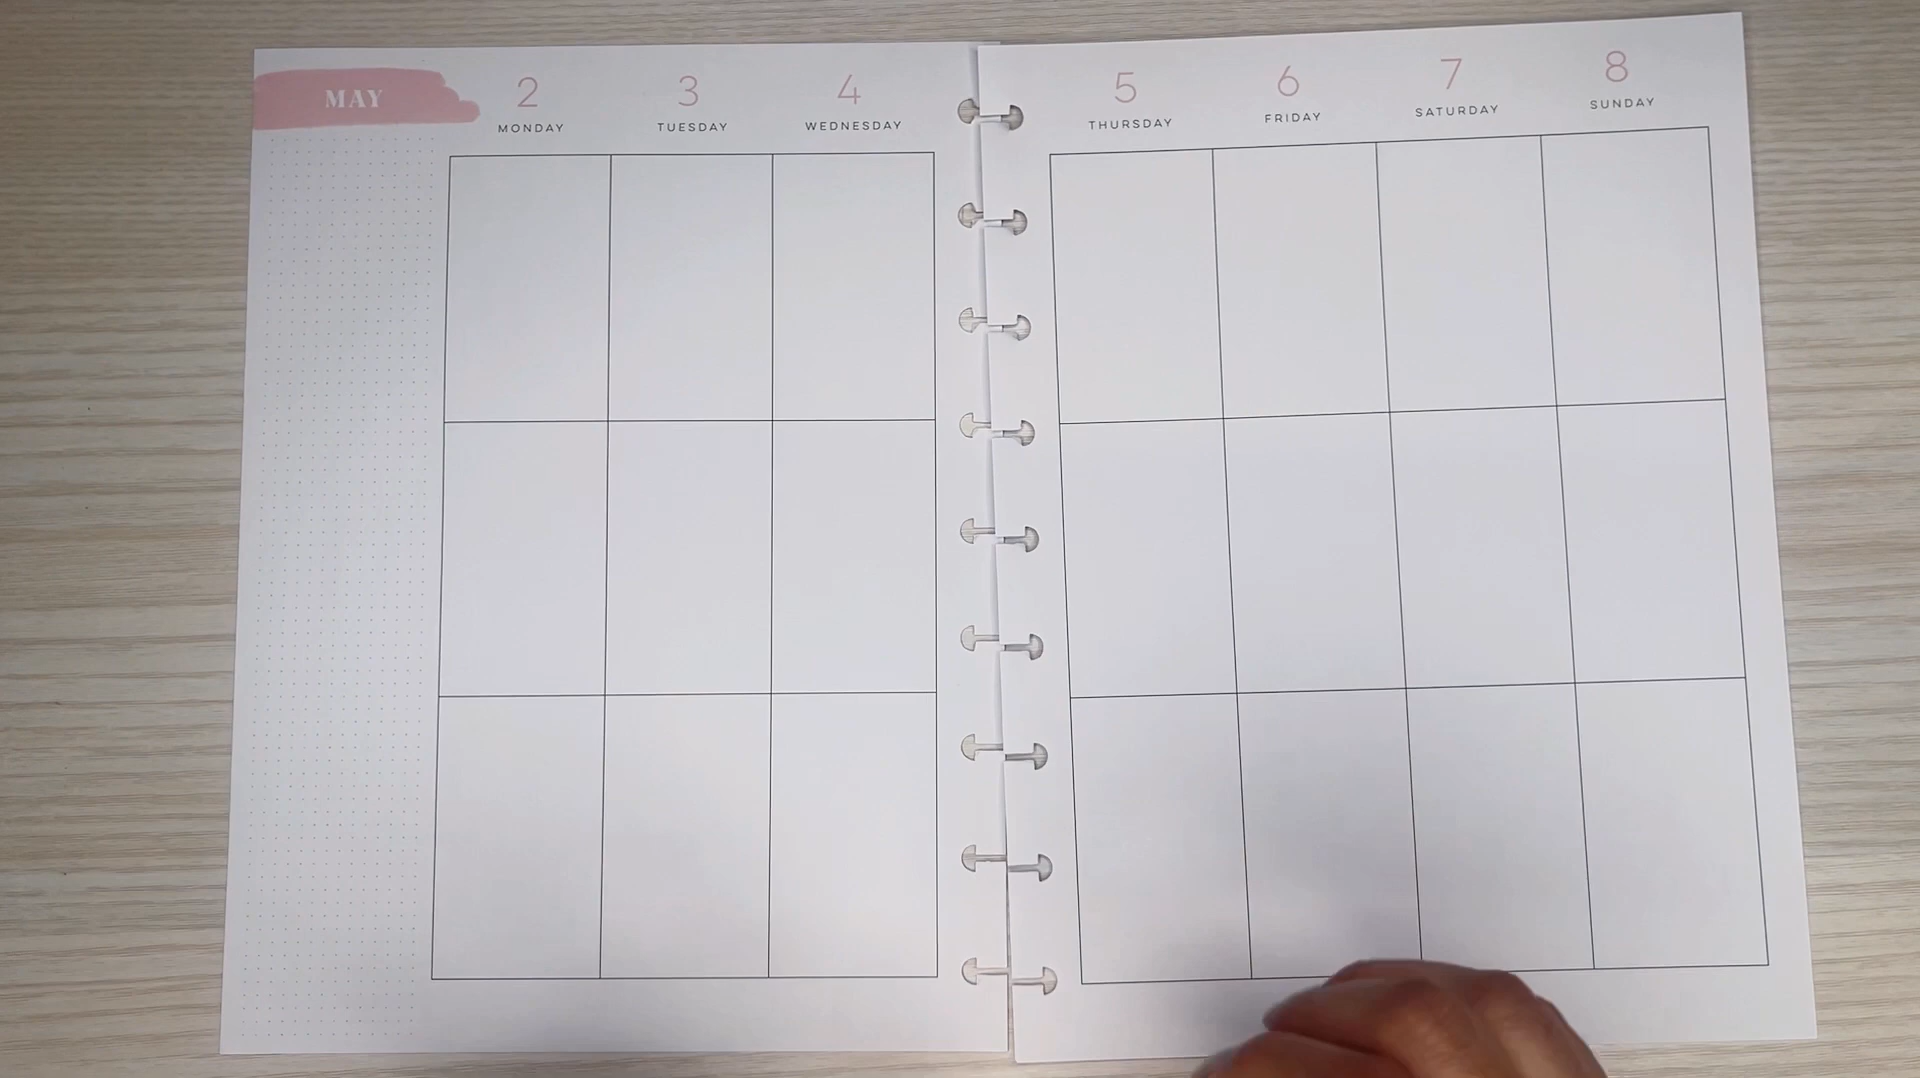 MAY
2 3 4 5 6 7 8
MONDAY TUESDAY WEDNESDAY THURSDAY FRIDAY SATURDAY SUNDAY